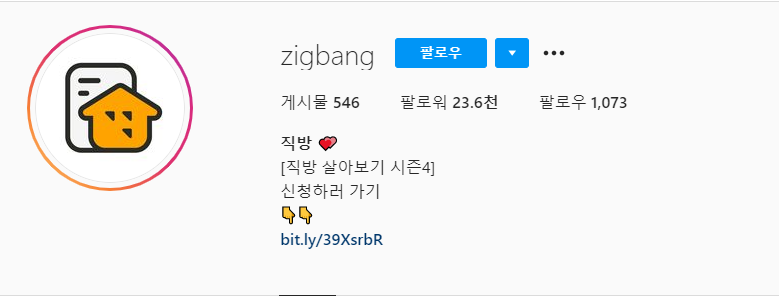 zigbang 팔로우
게시물 546 팔로워 23.6천 팔로우 1,073
직방 💕
[직방 살아보기 시즌4]
신청하러 가기
👇👇
bit.ly/39XsrbR